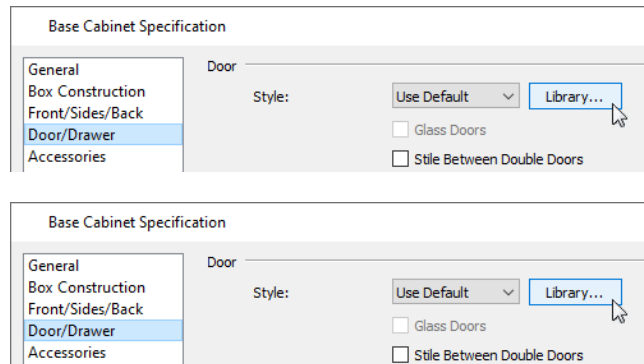 Base Cabinet Specification
General
Box Construction
Front/Sides/Back
Door/Drawer
Accessories
Door
Style: Use Default Library...
Glass Doors
Stile Between Double Doors
Base Cabinet Specification
General
Box Construction
Front/Sides/Back
Door/Drawer
Accessories
Door
Style: Use Default Library...
Glass Doors
Stile Between Double Doors